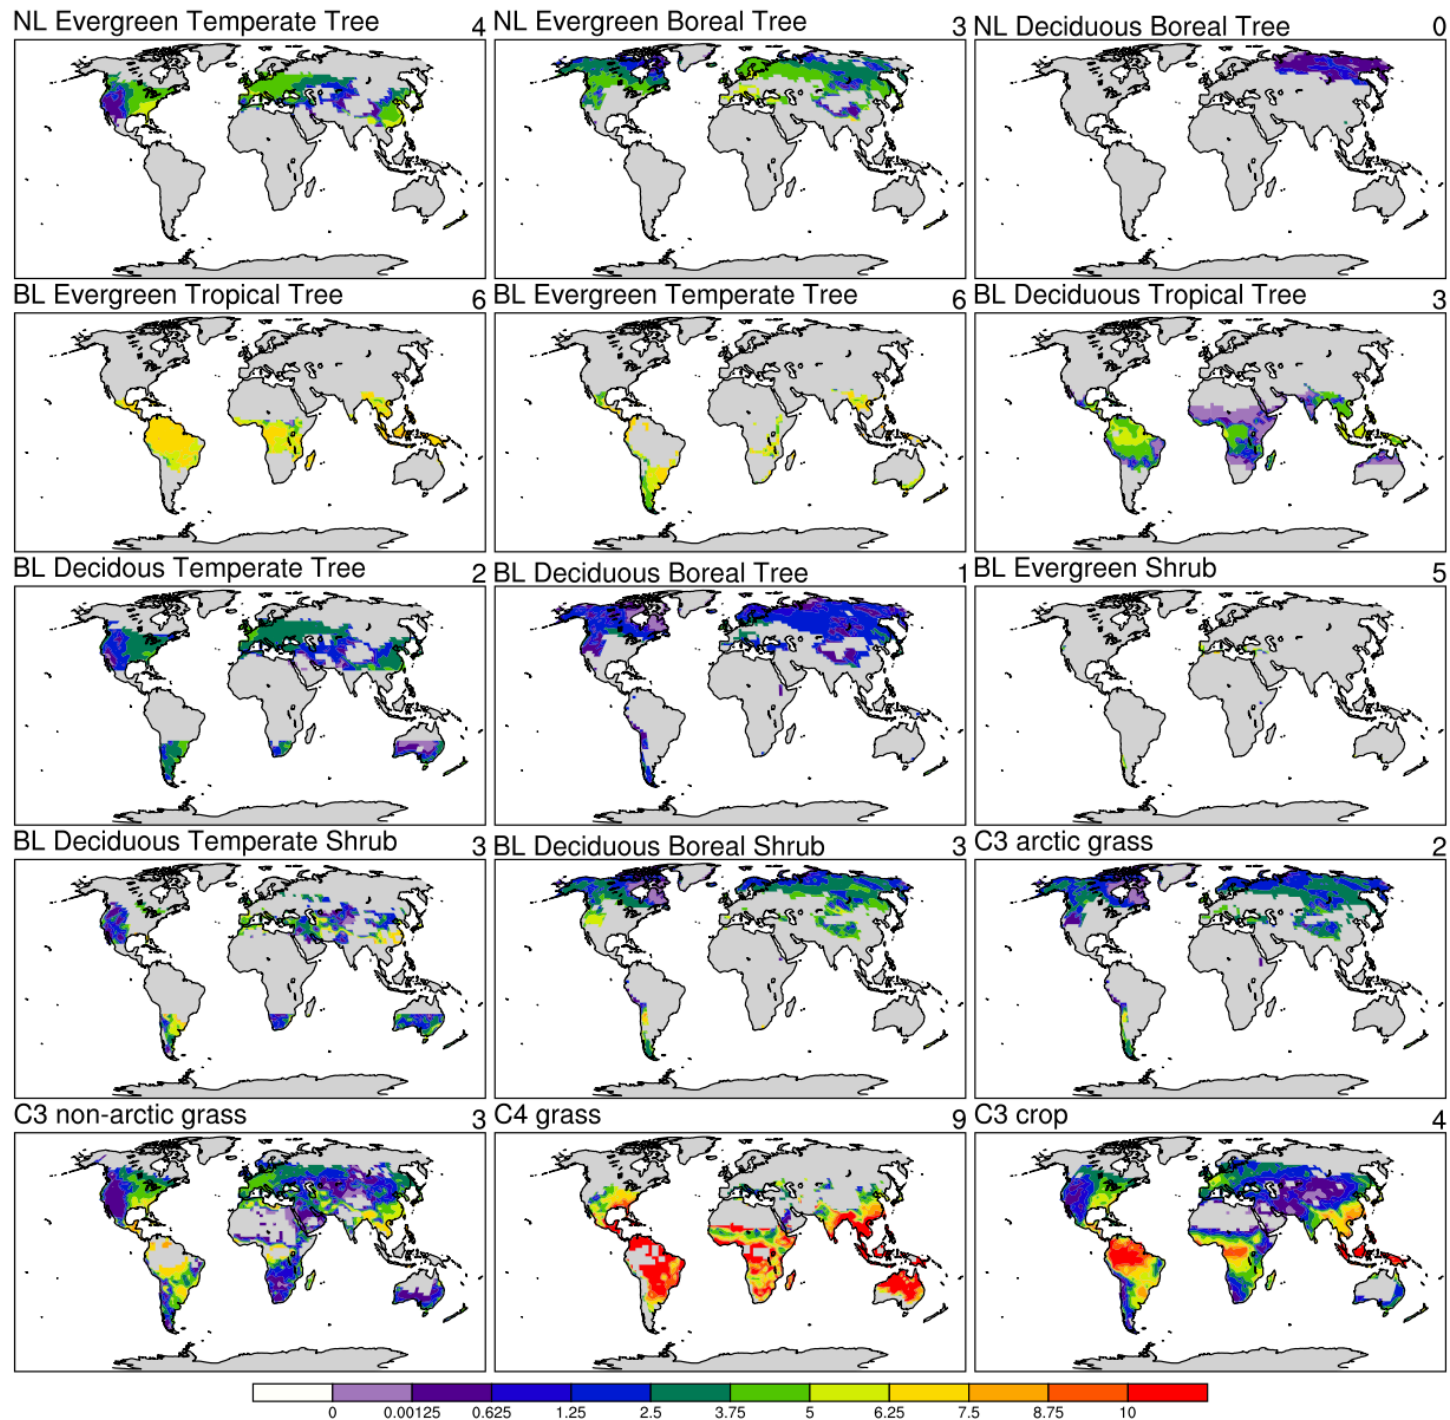 NL Evergreen Temperate Tree 4
NL Evergreen Boreal Tree 3
NL Deciduous Boreal Tree 0
BL Evergreen Tropical Tree 6
BL Evergreen Temperate Tree 6
BL Deciduous Tropical Tree 3
BL Decidous Temperate Tree 2
BL Deciduous Boreal Tree 1
BL Evergreen Shrub 5
BL Deciduous Temperate Shrub 3
BL Deciduous Boreal Shrub 3
C3 arctic grass 2
C3 non-arctic grass 3
C4 grass 9
C3 crop 4
0 0.00125 0.625 1.25 2.5 3.75 5 6.25 7.5 8.75 10